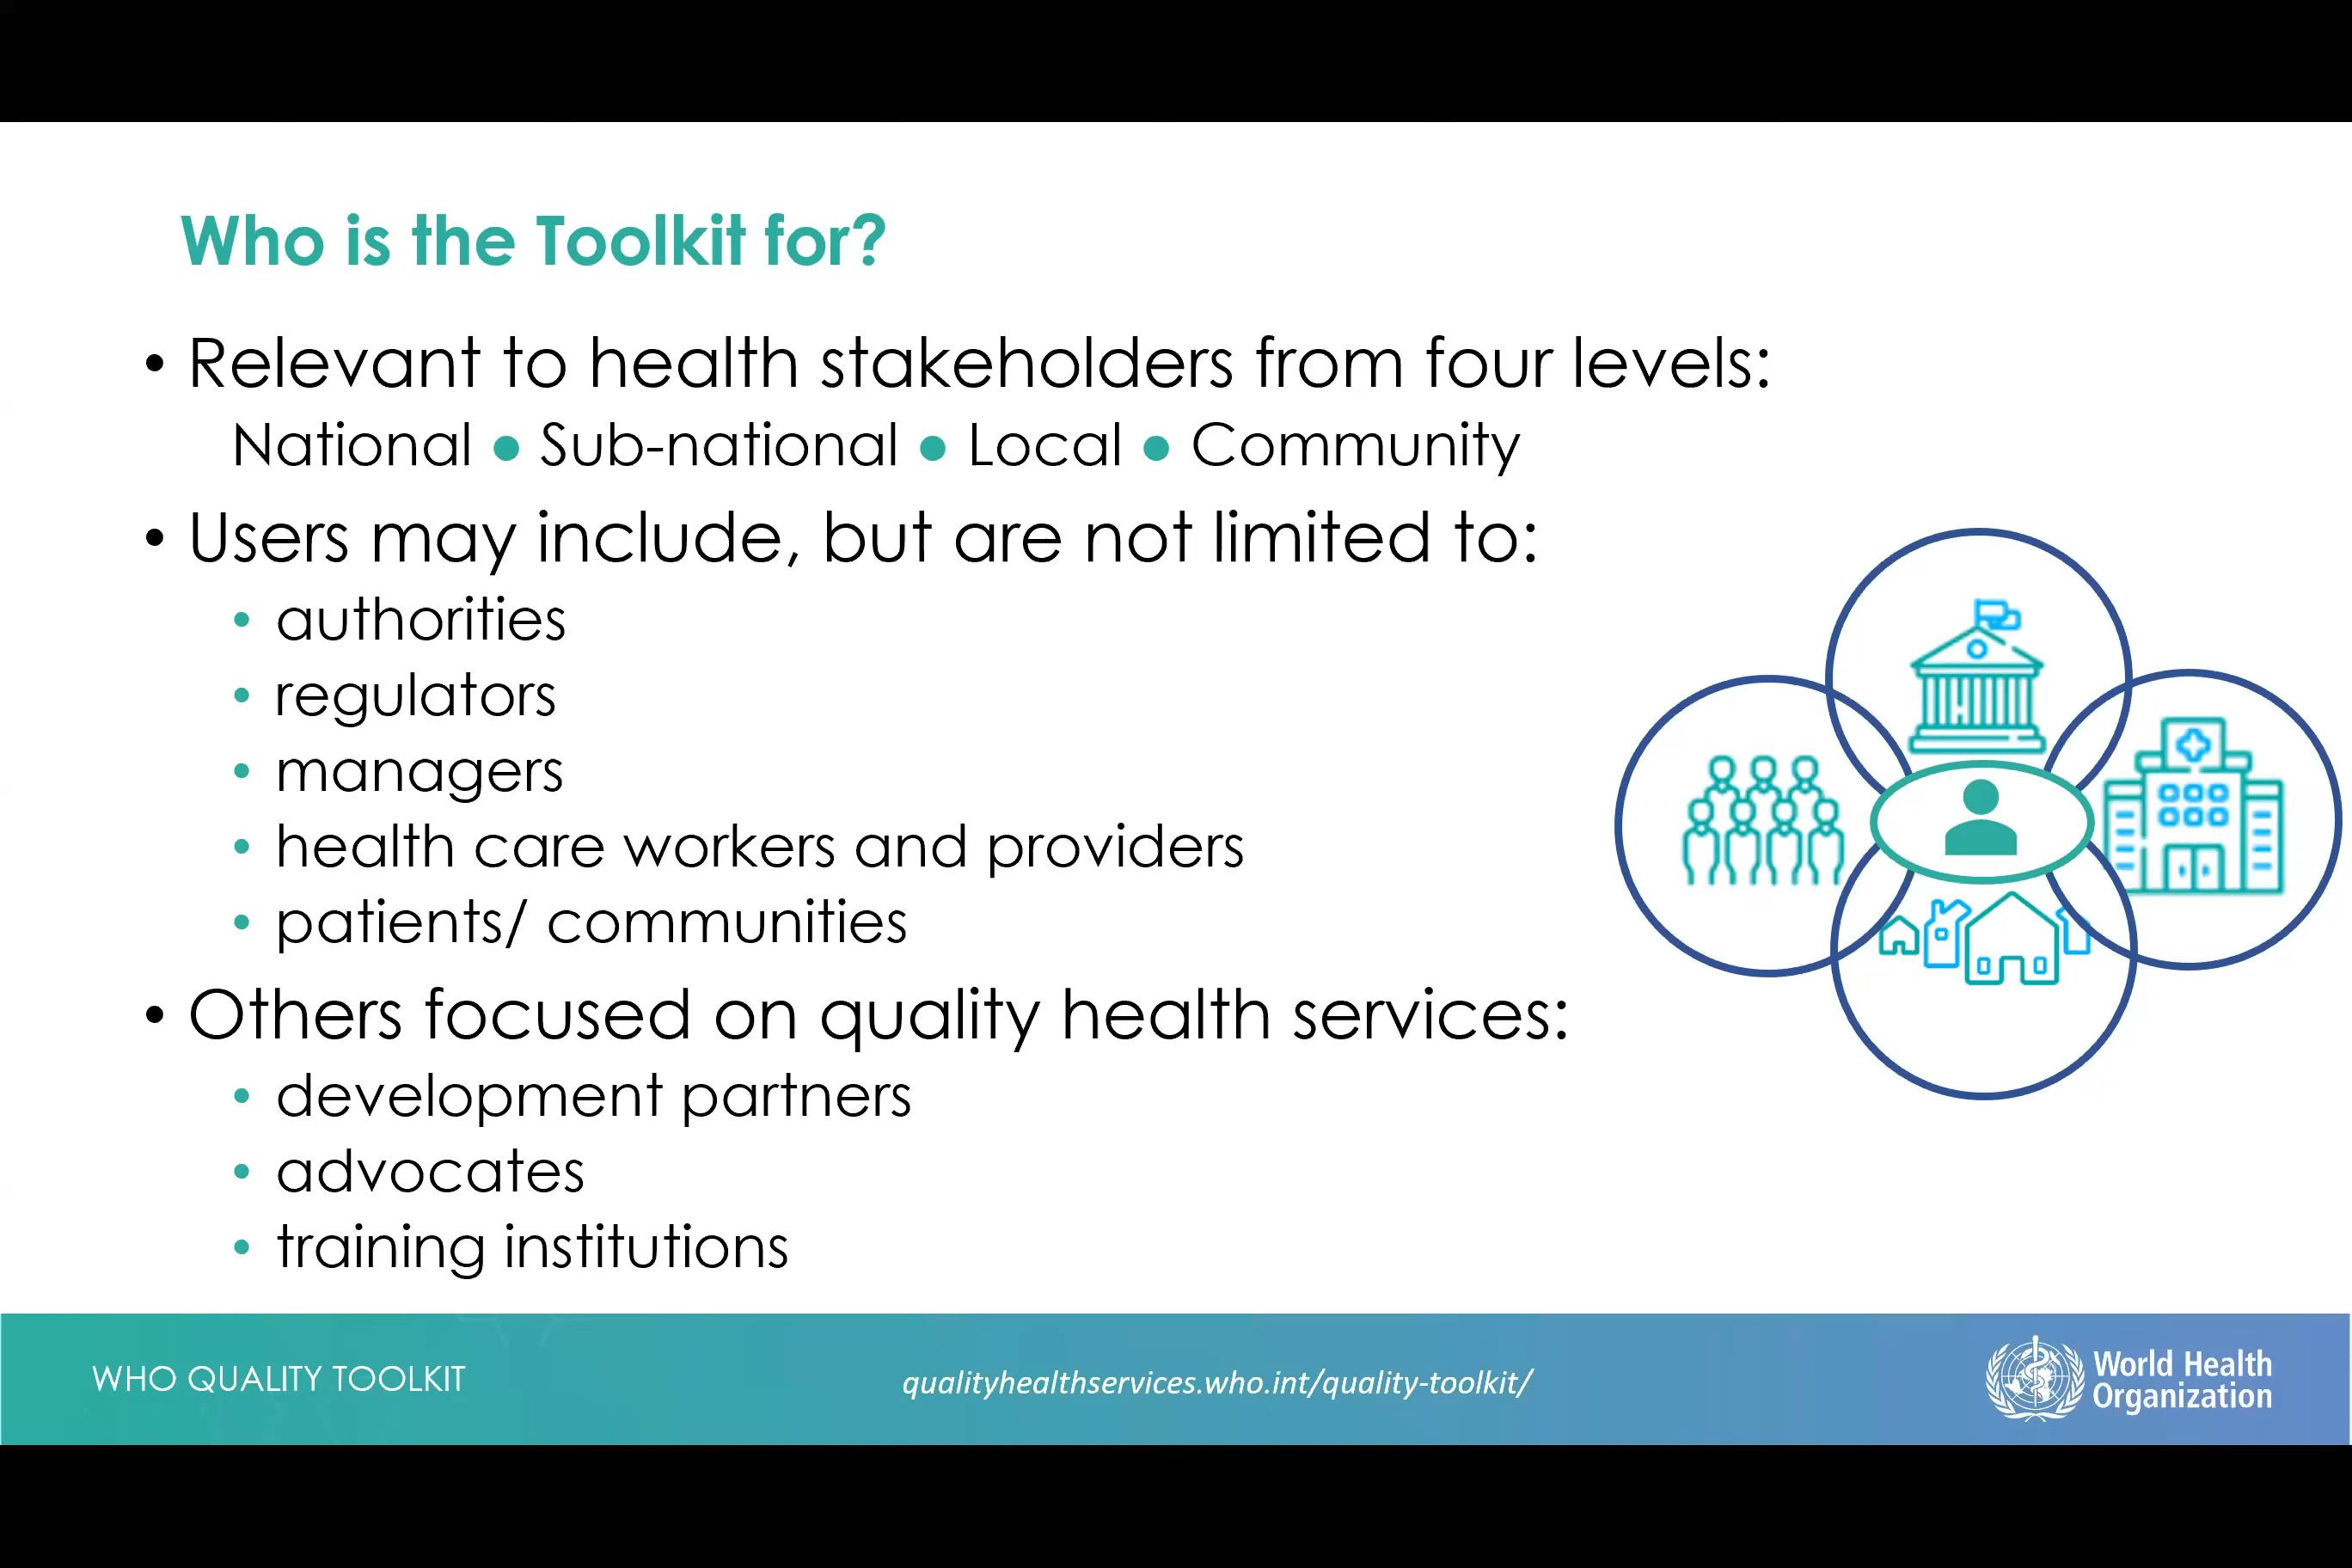 Who is the Toolkit for?
• Relevant to health stakeholders from four levels:
National ● Sub-national ● Local ● Community
• Users may include, but are not limited to:
• authorities
• regulators
• managers
• health care workers and providers
• patients/ communities
• Others focused on quality health services:
• development partners
• advocates
• training institutions
WHO QUALITY TOOLKIT
qualityhealthservices.who.int/quality-toolkit/
World Health
Organization